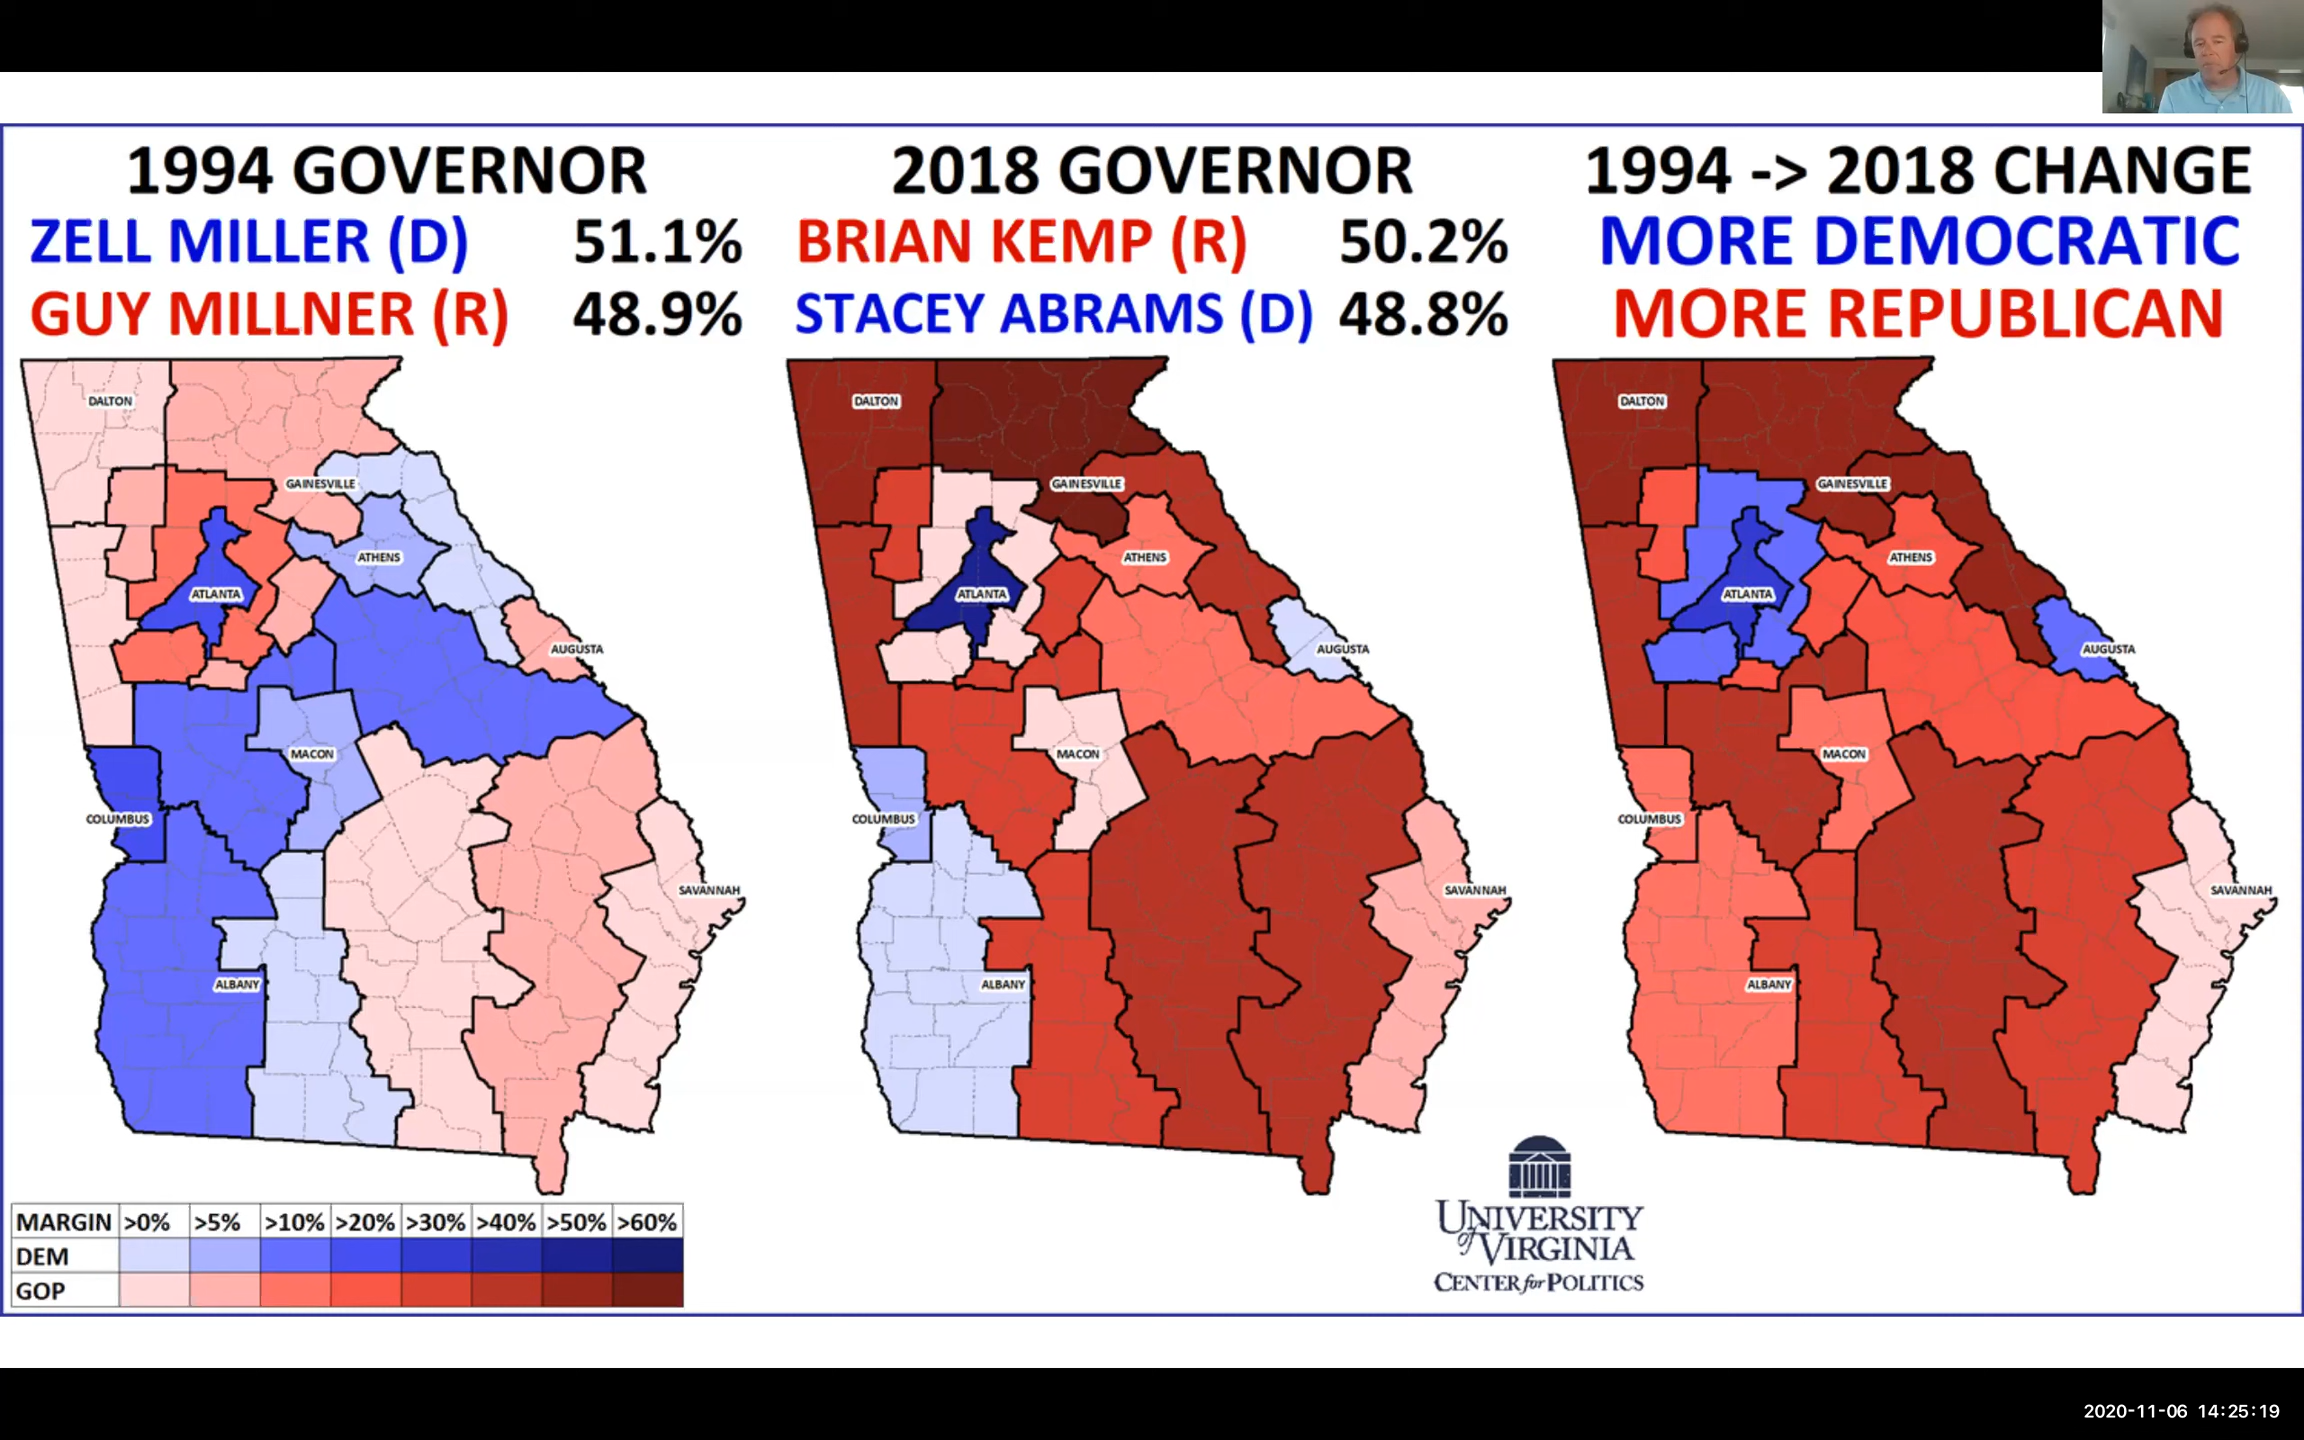 1994 GOVERNOR
ZELL MILLER (D) 51.1%
GUY MILLNER (R) 48.9%
2018 GOVERNOR
BRIAN KEMP (R) 50.2%
STACEY ABRAMS (D) 48.8%
1994 -> 2018 CHANGE
MORE DEMOCRATIC
MORE REPUBLICAN
DALTON
GAINESVILLE
ATHENS
ATLANTA
AUGUSTA
MACON
COLUMBUS
SAVANNAH
ALBANY
DALTON
GAINESVILLE
ATHENS
ATLANTA
AUGUSTA
MACON
COLUMBUS
SAVANNAH
ALBANY
DALTON
GAINESVILLE
ATHENS
ATLANTA
AUGUSTA
MACON
COLUMBUS
SAVANNAH
ALBANY
MARGIN >0% >5% >10% >20% >30% >40% >50% >60%
DEM
GOP
UNIVERSITY
of VIRGINIA
CENTER for POLITICS
2020-11-06 14:25:19